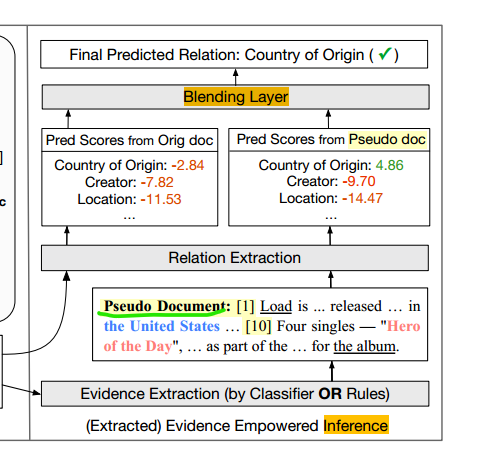 Final Predicted Relation: Country of Origin ( ✓ )
Blending Layer
Pred Scores from Orig doc
Country of Origin: -2.84
Creator: -7.82
Location: -11.53
...
Pred Scores from Pseudo doc
Country of Origin: 4.86
Creator: -9.70
Location: -14.47
...
Relation Extraction
Pseudo Document: [1] Load is ... released ... in
the United States ... [10] Four singles — "Hero
of the Day", ... as part of the ... for the album.
Evidence Extraction (by Classifier OR Rules)
(Extracted) Evidence Empowered Inference
]
c